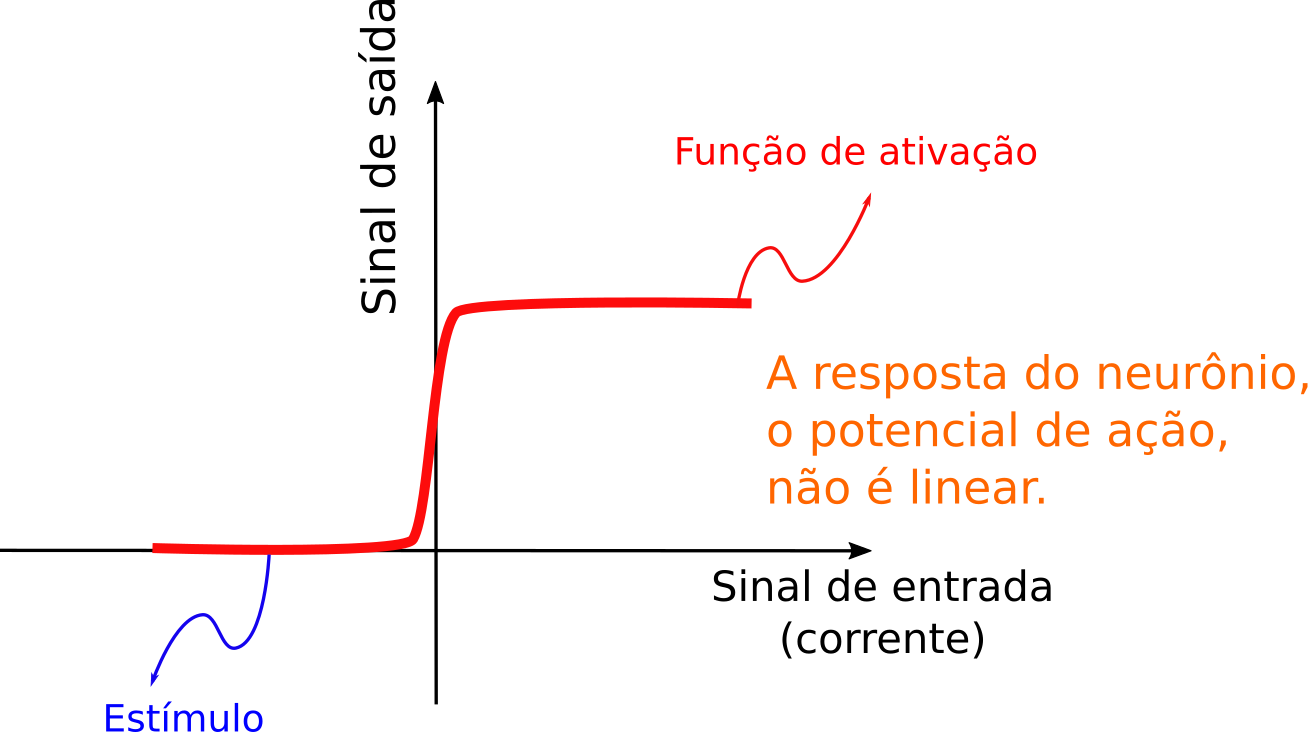 Sinal de saída
Função de ativação
A resposta do neurônio,
o potencial de ação,
não é linear.
Sinal de entrada
(corrente)
Estímulo